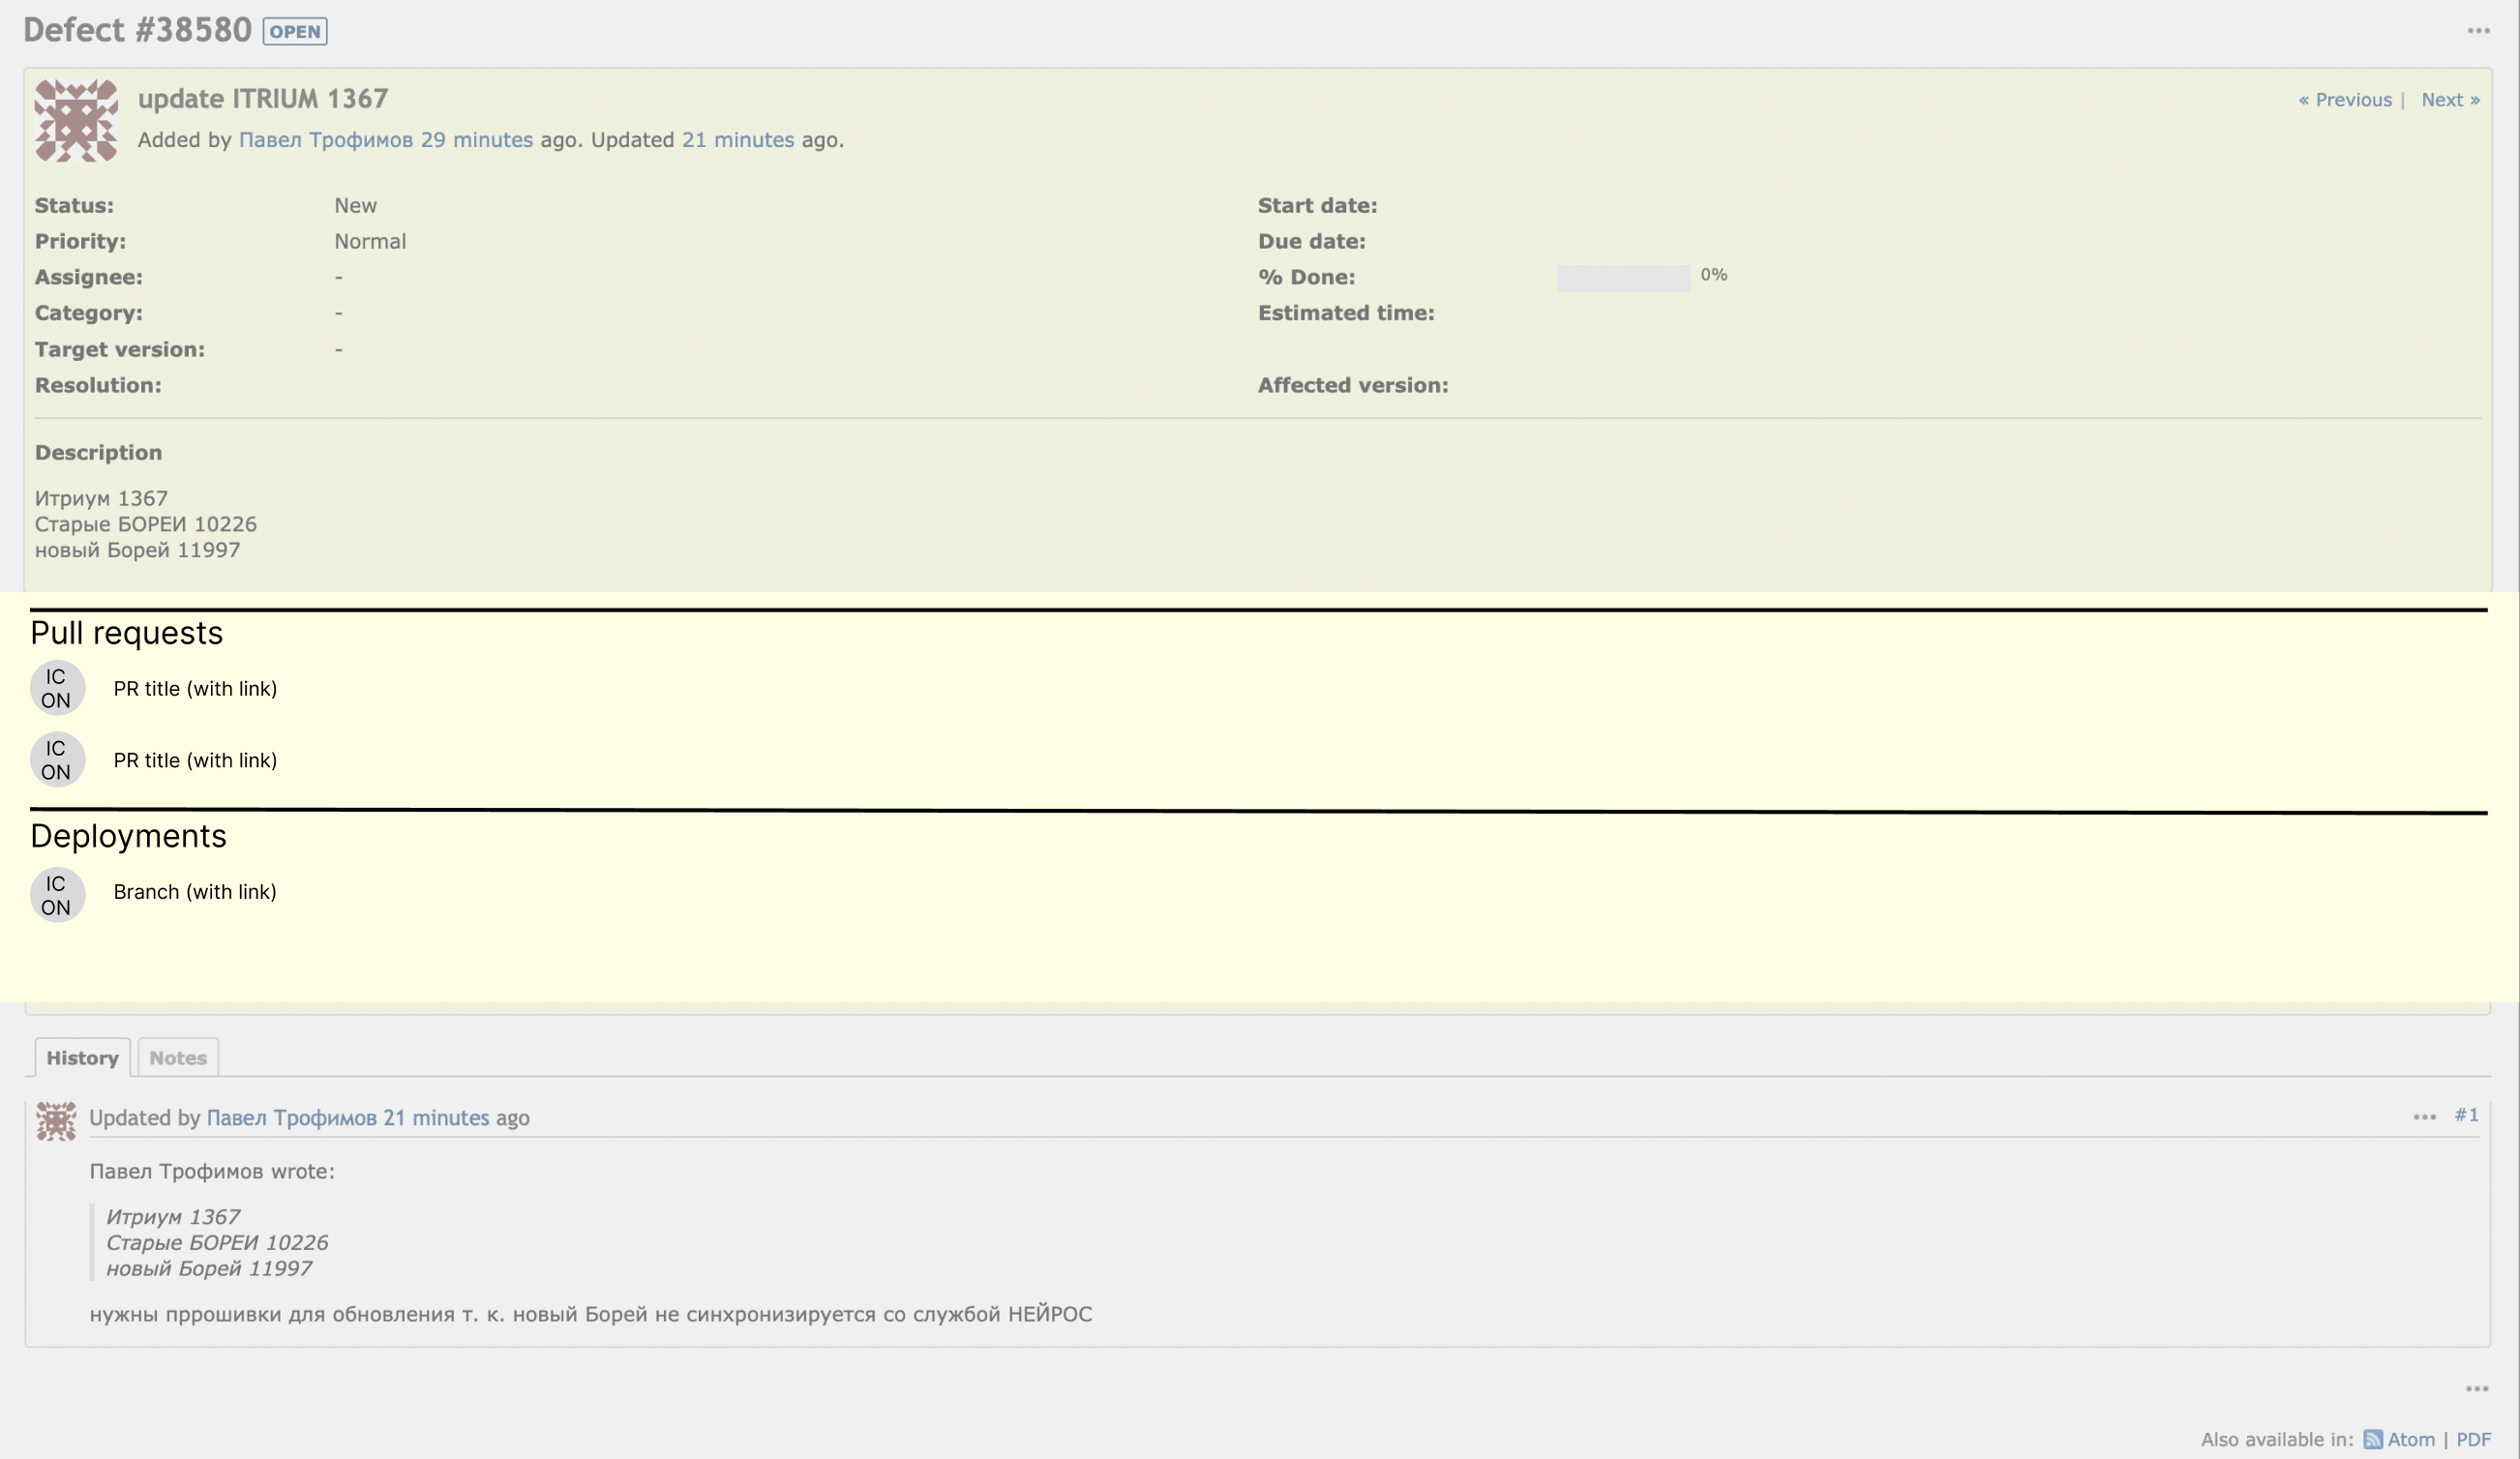 Defect #38580 OPEN
...
update ITRIUM 1367
« Previous | Next »
Added by Павел Трофимов 29 minutes ago. Updated 21 minutes ago.
Status: New
Start date:
Priority: Normal
Due date:
Assignee: -
% Done: 0%
Category: -
Estimated time:
Target version: -
Resolution:
Affected version:
Description
Итриум 1367
Старые БОРЕИ 10226
новый Борей 11997
Pull requests
IC
ON
PR title (with link)
IC
ON
PR title (with link)
Deployments
IC
ON
Branch (with link)
History
Notes
Updated by Павел Трофимов 21 minutes ago
... #1
Павел Трофимов wrote:
Итриум 1367
Старые БОРЕИ 10226
новый Борей 11997
нужны пррошивки для обновления т. к. новый Борей не синхронизируется со службой НЕЙРОС
...
Also available in: Atom | PDF